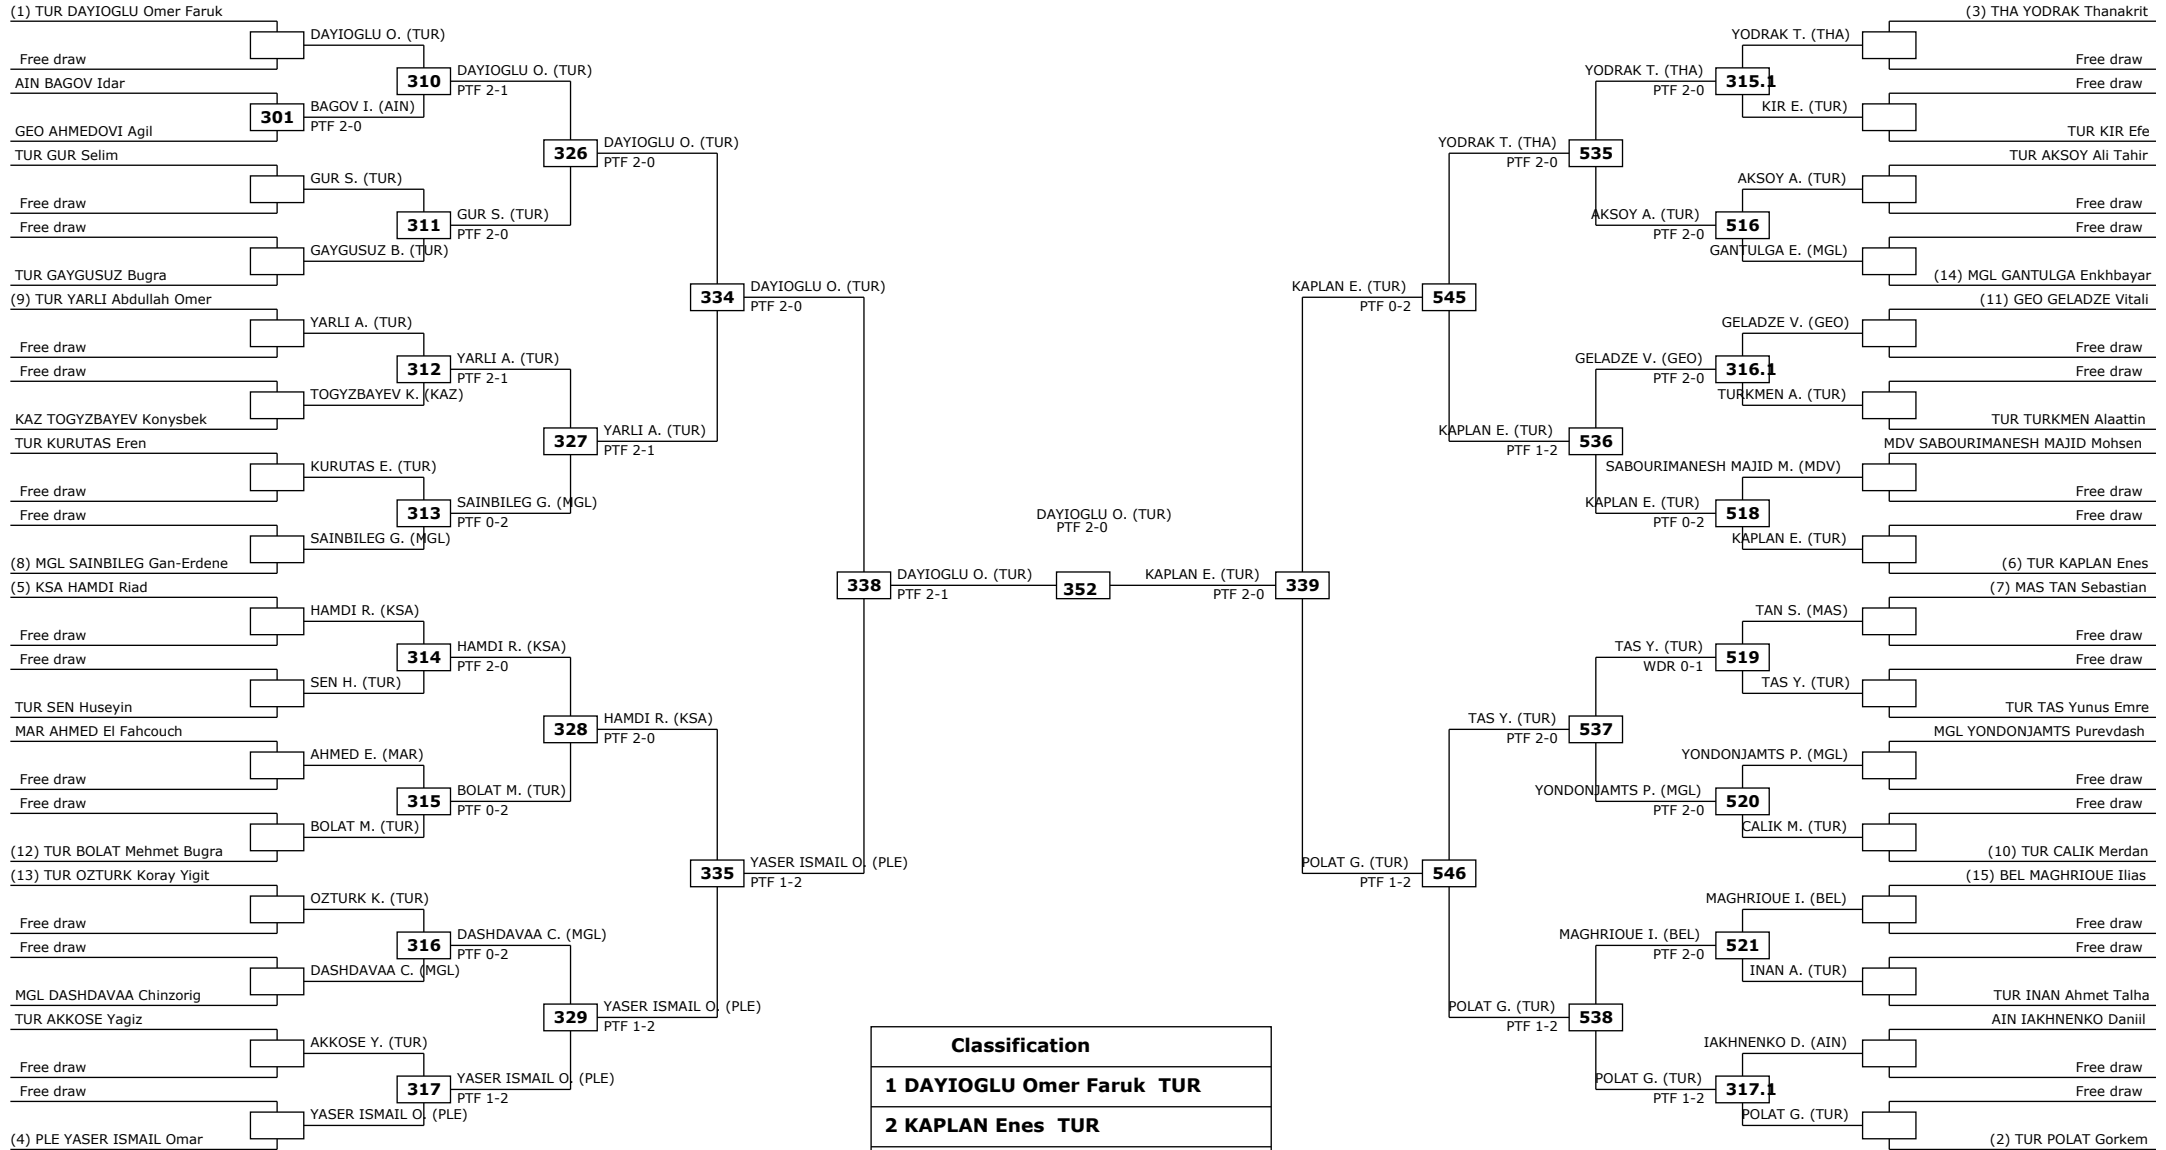 (1) TUR DAYIOGLU Omer Faruk
Free draw
AIN BAGOV Idar
GEO AHMEDOVI Agil
TUR GUR Selim
Free draw
Free draw
TUR GAYGUSUZ Bugra
(9) TUR YARLI Abdullah Omer
Free draw
Free draw
KAZ TOGYZBAYEV Konysbek
TUR KURUTAS Eren
Free draw
Free draw
(8) MGL SAINBILEG Gan-Erdene
(5) KSA HAMDI Riad
Free draw
Free draw
TUR SEN Huseyin
MAR AHMED El Fahcouch
Free draw
Free draw
(12) TUR BOLAT Mehmet Bugra
(13) TUR OZTURK Koray Yigit
Free draw
Free draw
MGL DASHDAVAA Chinzorig
TUR AKKOSE Yagiz
Free draw
Free draw
(4) PLE YASER ISMAIL Omar
301
DAYIOGLU O. (TUR)
BAGOV I. (AIN)
PTF 2-0
GUR S. (TUR)
GAYGUSUZ B. (TUR)
YARLI A. (TUR)
TOGYZBAYEV K. (KAZ)
KURUTAS E. (TUR)
SAINBILEG G. (MGL)
HAMDI R. (KSA)
SEN H. (TUR)
AHMED E. (MAR)
BOLAT M. (TUR)
OZTURK K. (TUR)
DASHDAVAA C. (MGL)
AKKOSE Y. (TUR)
YASER ISMAIL O. (PLE)
310
DAYIOGLU O. (TUR)
PTF 2-1
311
GUR S. (TUR)
PTF 2-0
312
YARLI A. (TUR)
PTF 2-1
313
SAINBILEG G. (MGL)
PTF 0-2
314
HAMDI R. (KSA)
PTF 2-0
315
BOLAT M. (TUR)
PTF 0-2
316
DASHDAVAA C. (MGL)
PTF 0-2
317
YASER ISMAIL O. (PLE)
PTF 1-2
326
DAYIOGLU O. (TUR)
PTF 2-0
327
YARLI A. (TUR)
PTF 2-1
328
HAMDI R. (KSA)
PTF 2-0
329
YASER ISMAIL O. (PLE)
PTF 1-2
334
DAYIOGLU O. (TUR)
PTF 2-0
335
YASER ISMAIL O. (PLE)
PTF 1-2
338
DAYIOGLU O. (TUR)
PTF 2-1
DAYIOGLU O. (TUR)
PTF 2-0
352
KAPLAN E. (TUR)
PTF 2-0
339
KAPLAN E. (TUR)
PTF 0-2
545
POLAT G. (TUR)
PTF 1-2
546
YODRAK T. (THA)
PTF 2-0
535
KAPLAN E. (TUR)
PTF 1-2
536
TAS Y. (TUR)
PTF 2-0
537
POLAT G. (TUR)
PTF 1-2
538
YODRAK T. (THA)
PTF 2-0
315.1
AKSOY A. (TUR)
PTF 2-0
516
GELADZE V. (GEO)
PTF 2-0
316.1
KAPLAN E. (TUR)
PTF 0-2
518
TAS Y. (TUR)
WDR 0-1
519
YONDONJAMTS P. (MGL)
PTF 2-0
520
MAGHRIOUE I. (BEL)
PTF 2-0
521
POLAT G. (TUR)
PTF 1-2
317.1
YODRAK T. (THA)
KIR E. (TUR)
AKSOY A. (TUR)
GANTULGA E. (MGL)
GELADZE V. (GEO)
TURKMEN A. (TUR)
SABOURIMANESH MAJID M. (MDV)
KAPLAN E. (TUR)
TAN S. (MAS)
TAS Y. (TUR)
YONDONJAMTS P. (MGL)
CALIK M. (TUR)
MAGHRIOUE I. (BEL)
INAN A. (TUR)
IAKHNENKO D. (AIN)
POLAT G. (TUR)
(3) THA YODRAK Thanakrit
Free draw
Free draw
TUR KIR Efe
TUR AKSOY Ali Tahir
Free draw
Free draw
(14) MGL GANTULGA Enkhbayar
(11) GEO GELADZE Vitali
Free draw
Free draw
TUR TURKMEN Alaattin
MDV SABOURIMANESH MAJID Mohsen
Free draw
Free draw
(6) TUR KAPLAN Enes
(7) MAS TAN Sebastian
Free draw
Free draw
TUR TAS Yunus Emre
MGL YONDONJAMTS Purevdash
Free draw
Free draw
(10) TUR CALIK Merdan
(15) BEL MAGHRIOUE Ilias
Free draw
Free draw
TUR INAN Ahmet Talha
AIN IAKHNENKO Daniil
Free draw
Free draw
(2) TUR POLAT Gorkem
Classification
1 DAYIOGLU Omer Faruk TUR
2 KAPLAN Enes TUR